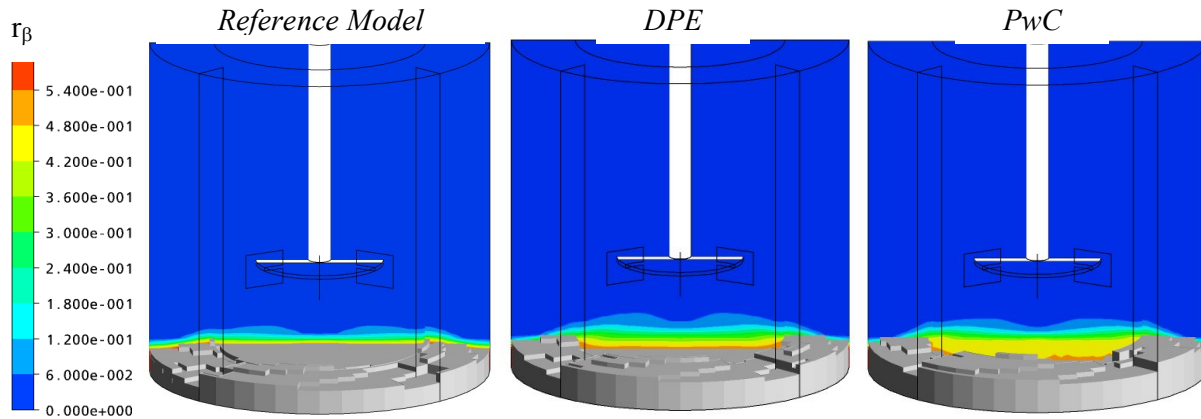 Reference Model
DPE
PwC
rβ
5.400e-001
4.800e-001
4.200e-001
3.600e-001
3.000e-001
2.400e-001
1.800e-001
1.200e-001
6.000e-002
0.000e+000